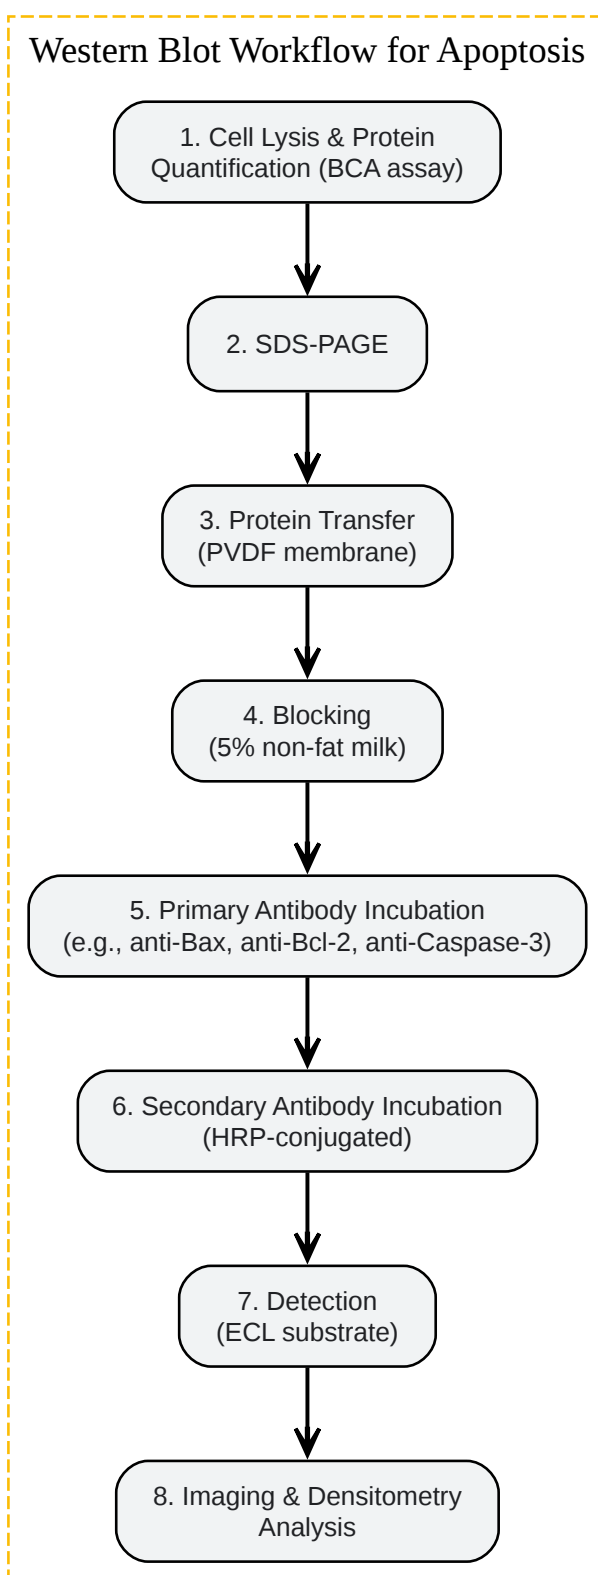 Western Blot Workflow for Apoptosis
1. Cell Lysis & Protein
Quantification (BCA assay)
2. SDS-PAGE
3. Protein Transfer
(PVDF membrane)
4. Blocking
(5% non-fat milk)
5. Primary Antibody Incubation
(e.g., anti-Bax, anti-Bcl-2, anti-Caspase-3)
6. Secondary Antibody Incubation
(HRP-conjugated)
7. Detection
(ECL substrate)
8. Imaging & Densitometry
Analysis